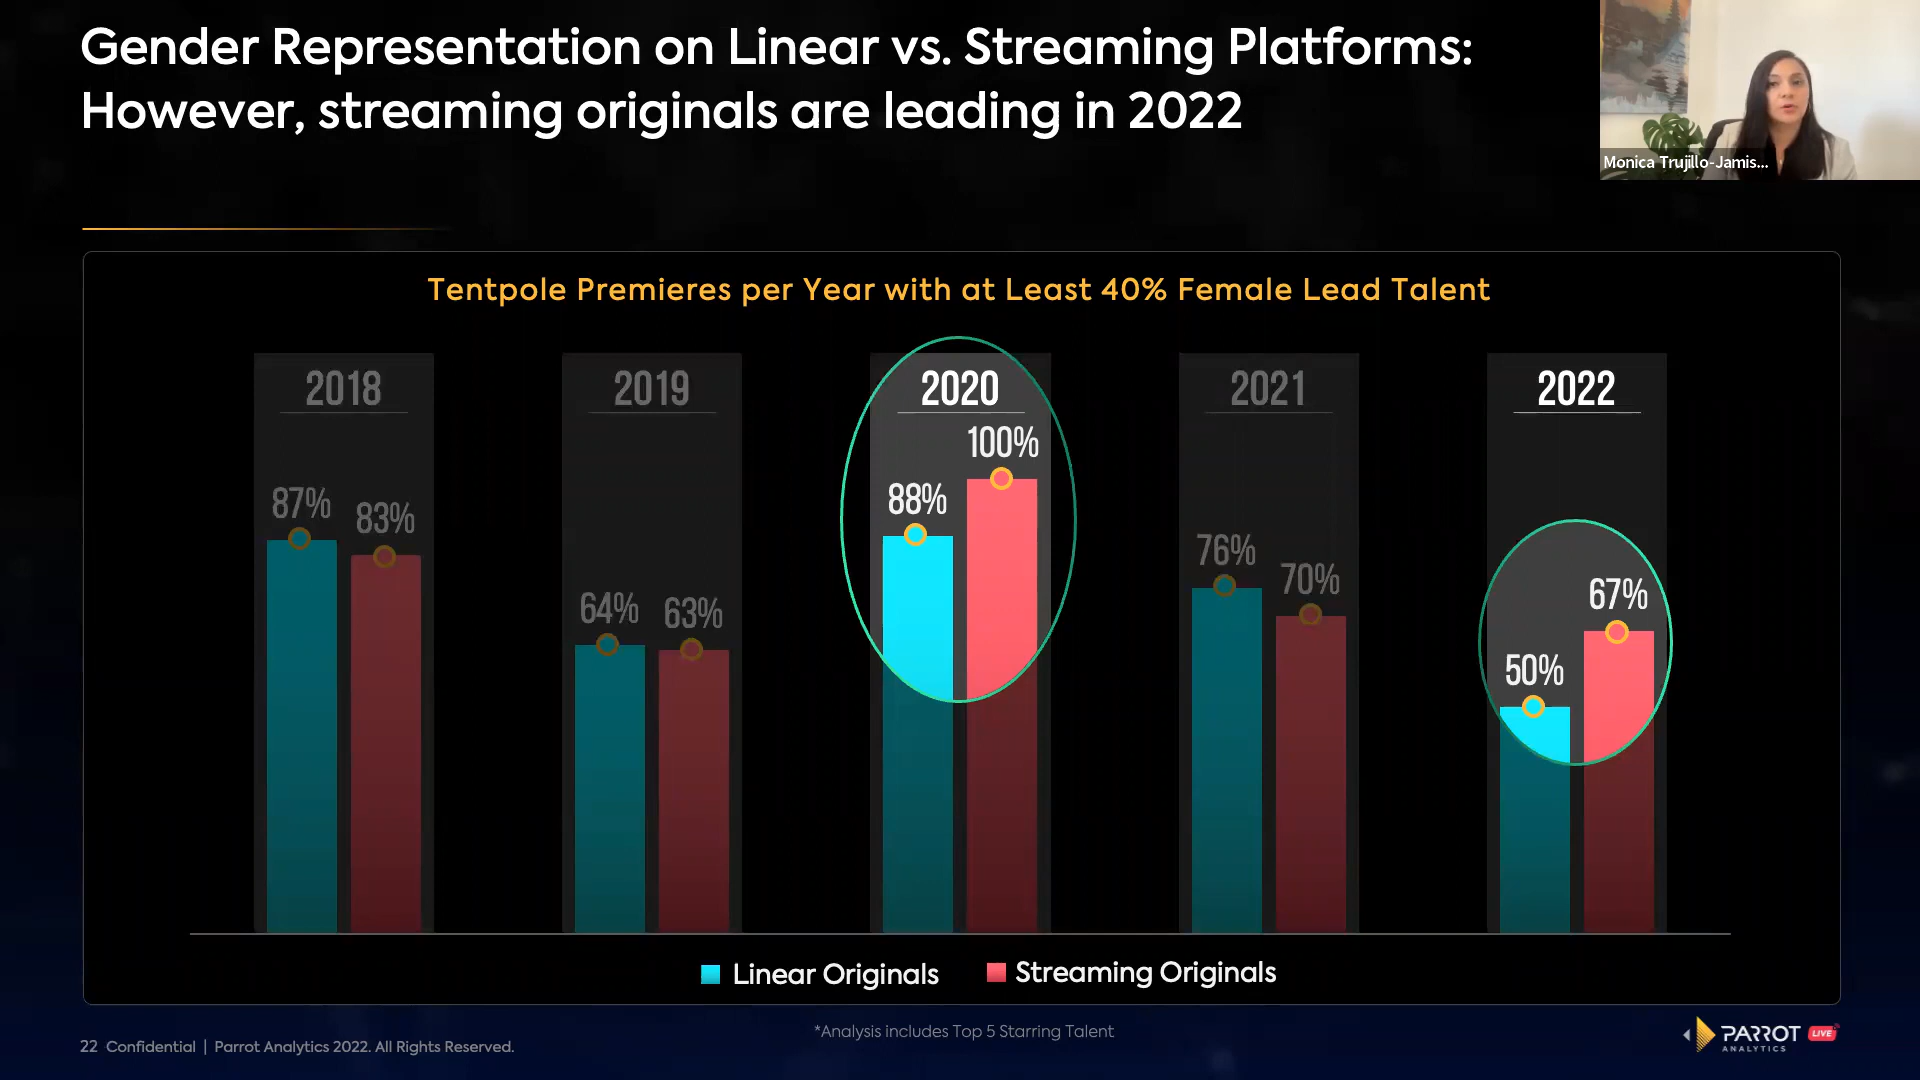 Gender Representation on Linear vs. Streaming Platforms:
However, streaming originals are leading in 2022
Monica Trujillo-Jamis...
Tentpole Premieres per Year with at Least 40% Female Lead Talent
2018
87%
83%
2019
64%
63%
2020
88%
100%
2021
76%
70%
2022
50%
67%
Linear Originals
Streaming Originals
*Analysis includes Top 5 Starring Talent
22 Confidential | Parrot Analytics 2022. All Rights Reserved.
PARROT LIVE
ANALYTICS